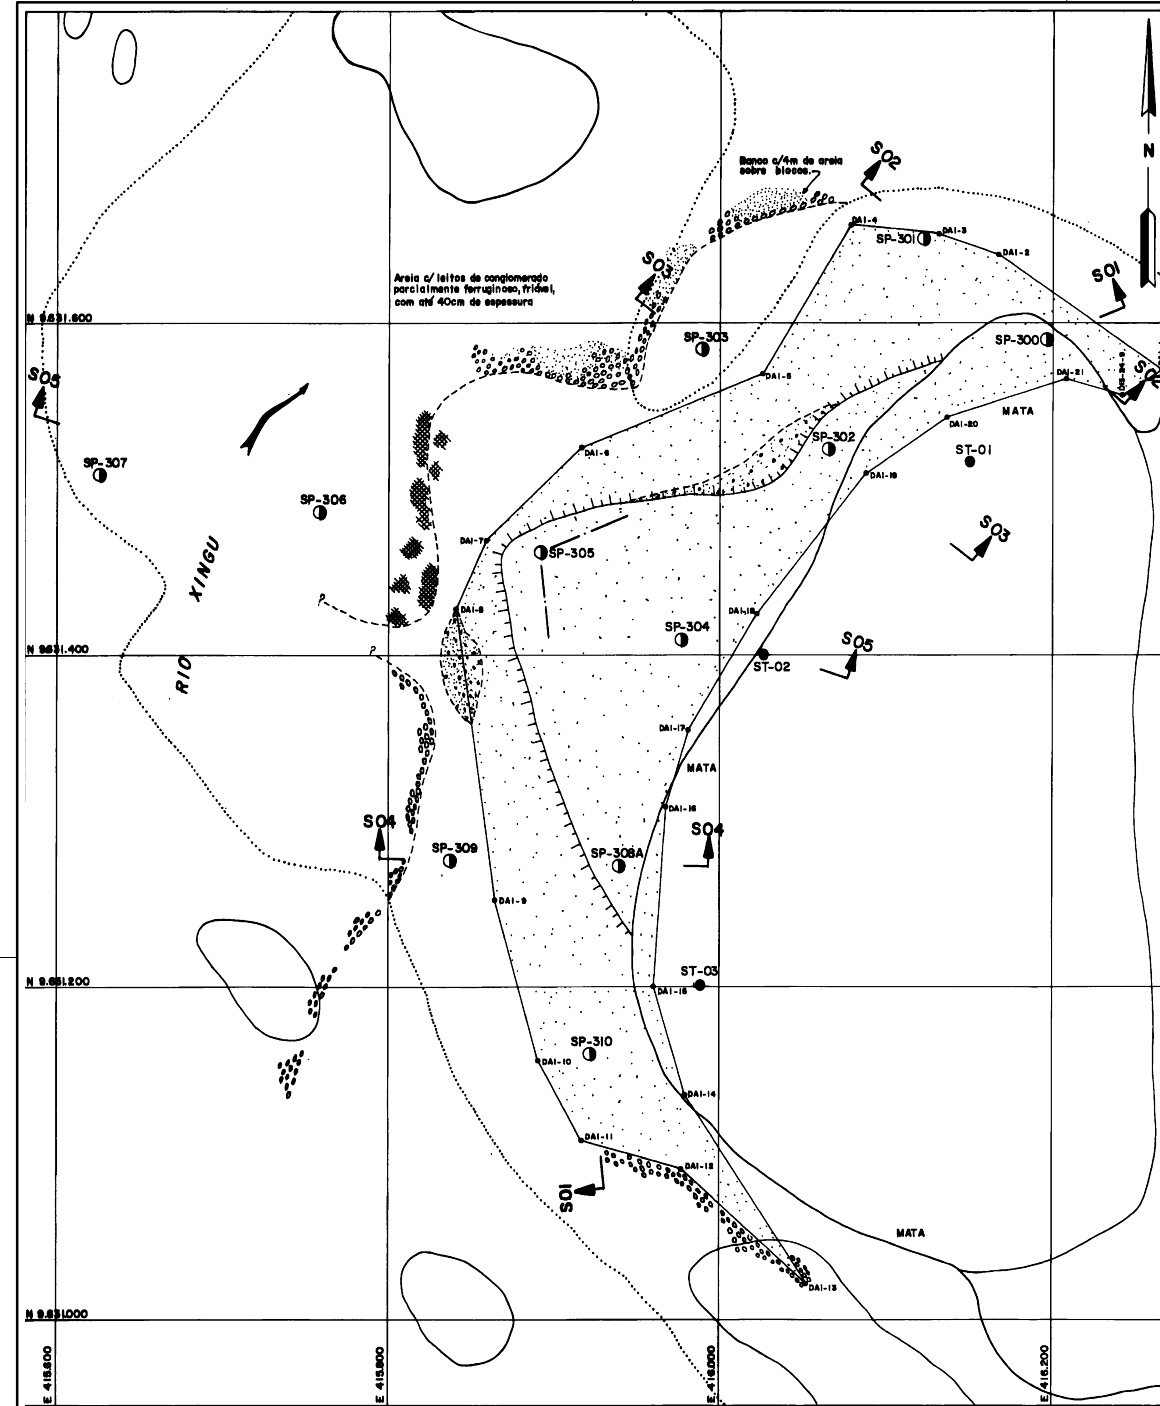 Banco c/4m de areia
sobre blocos.
SO2
N
DAI-4
SP-301
DAI-3
DAI-2
SO3
SO1
Areia c/ leitos de conglomerado
parcialmente ferruginoso, friável,
com até 40cm de espessura
N 9.631.600
SP-303
SP-300
SO5
DAI-5
DAI-21
SO2
MATA
DAI-20
SP-302
DAI-6
ST-01
SP-307
DAI-19
SP-306
SO3
DAI-7
SP-305
RIO XINGU
?
DAI-8
DAI-18
SP-304
SO5
?
N 9.631.400
ST-02
DAI-17
MATA
DAI-16
SO4
SO4
SP-309
SP-308A
DAI-9
ST-03
N 9.631.200
DAI-15
SP-310
DAI-10
DAI-14
DAI-11
DAI-12
SO1
MATA
DAI-13
N 9.631.000
E 415.600
E 415.800
E 416.000
E 416.200